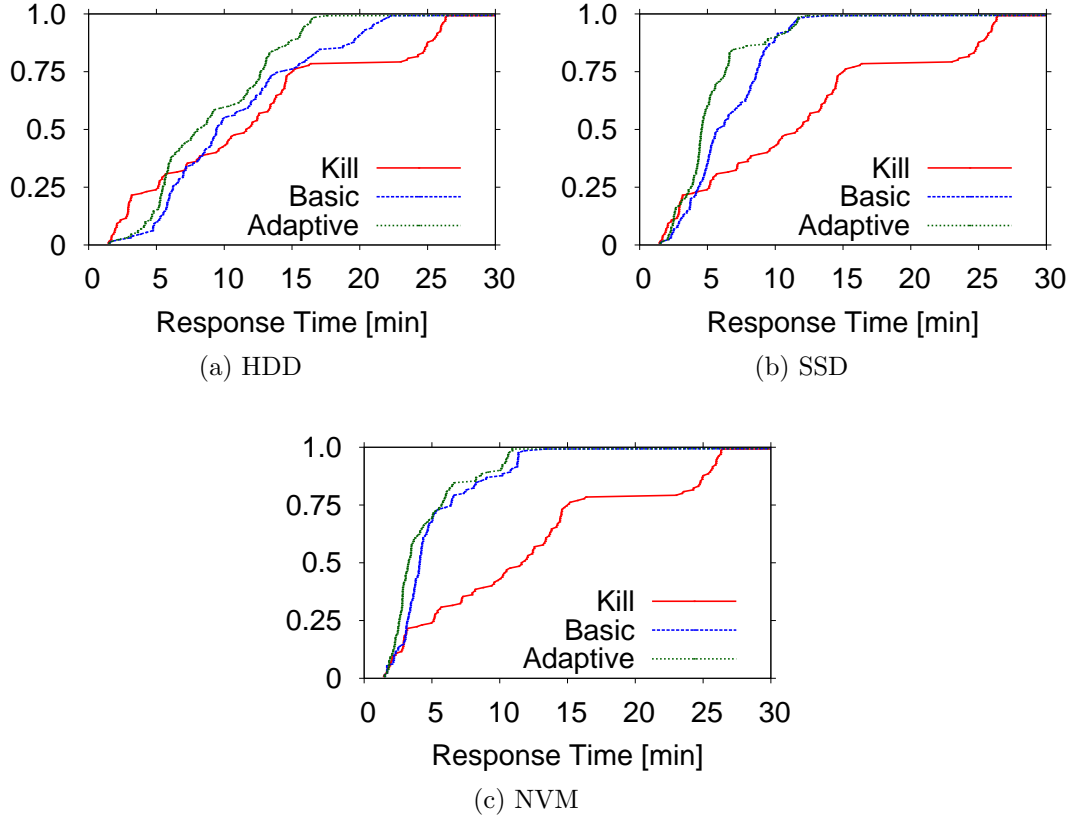 1.0
0.75
0.5
0.25
0
Kill
Basic
Adaptive
0 5 10 15 20 25 30
Response Time [min]
(a) HDD
1.0
0.75
0.5
0.25
0
Kill
Basic
Adaptive
0 5 10 15 20 25 30
Response Time [min]
(b) SSD
1.0
0.75
0.5
0.25
0
Kill
Basic
Adaptive
0 5 10 15 20 25 30
Response Time [min]
(c) NVM